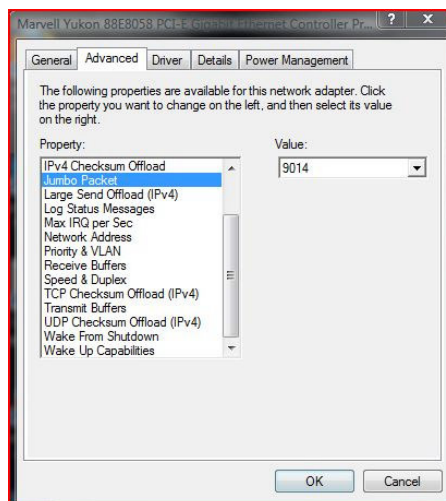 Marvell Yukon 88E8058 PCI-E Gigabit Ethernet Controller Pr...
General Advanced Driver Details Power Management
The following properties are available for this network adapter. Click
the property you want to change on the left, and then select its value
on the right.
Property:
Value:
IPv4 Checksum Offload
Jumbo Packet
Large Send Offload (IPv4)
Log Status Messages
Max IRQ per Sec
Network Address
Priority & VLAN
Receive Buffers
Speed & Duplex
TCP Checksum Offload (IPv4)
Transmit Buffers
UDP Checksum Offload (IPv4)
Wake From Shutdown
Wake Up Capabilities
9014
OK Cancel